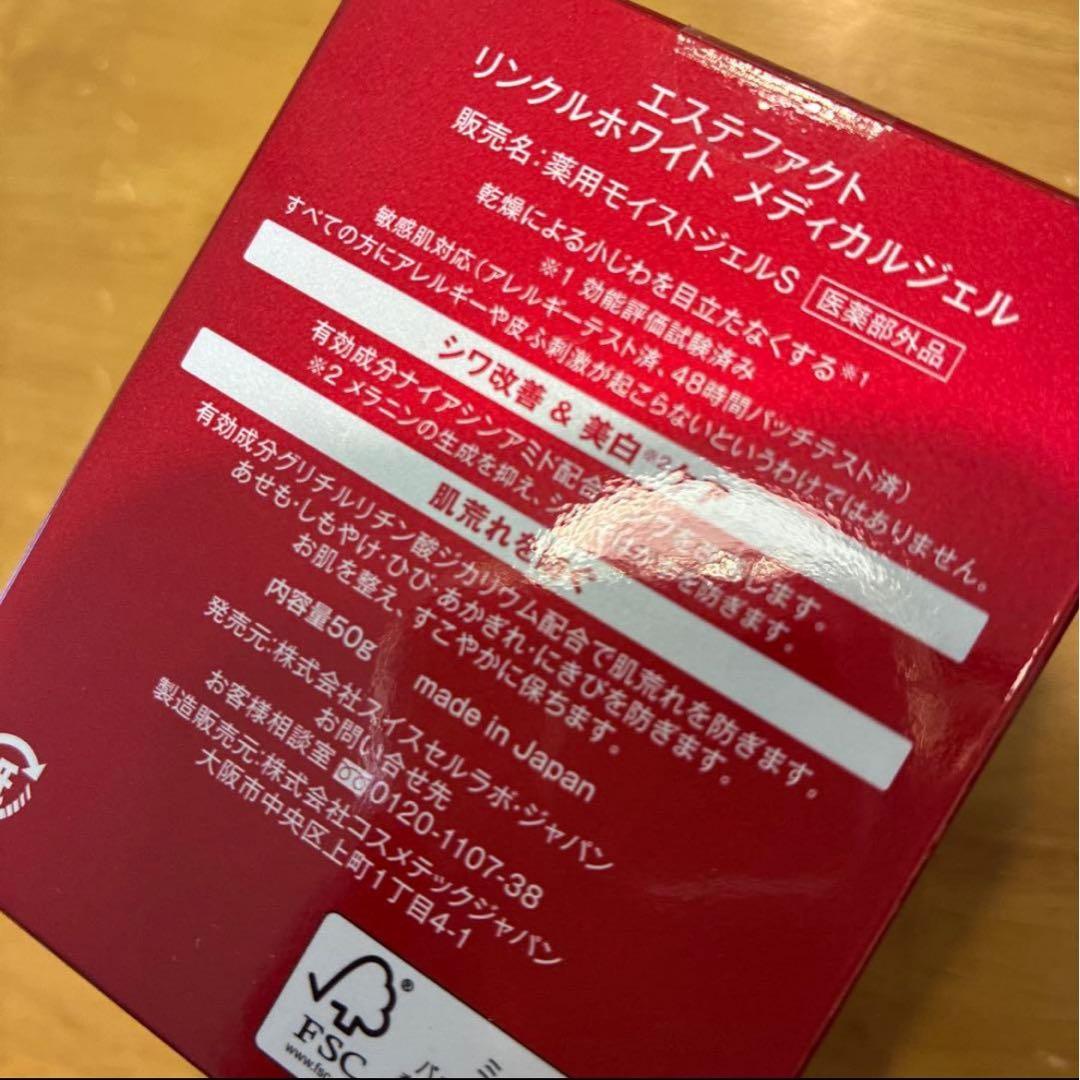 エステファクト
リンクルホワイト メディカルジェル
販売名:薬用モイストジェルS 医薬部外品
乾燥による小じわを目立たなくする※1
※1 効能評価試験済み
敏感肌対応(アレルギーテスト済、48時間パッチテスト済)
すべての方にアレルギーや皮ふ刺激が起こらないというわけではありません。
シワ改善 & 美白※2
有効成分ナイアシンアミド配合
※2 メラニンの生成を抑え、 を防ぎます。
肌荒れを
有効成分グリチルリチン酸ジカリウム配合で肌荒れを防ぎます。
あせも・しもやけ・ひび・あかぎれ・にきびを防ぎます。
お肌を整え、すこやかに保ちます。
内容量50g made in Japan
発売元:株式会社スイスセルラボ・ジャパン
お問い合せ先
お客様相談室 0120-1107-38
製造販売元:株式会社コスメテックジャパン
大阪市中央区上町1丁目4-1
FSC®